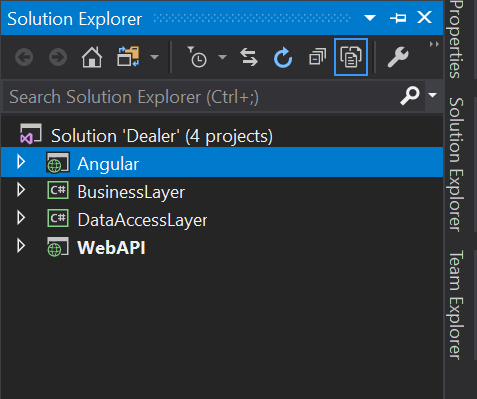 Solution Explorer
Search Solution Explorer (Ctrl+;)
Solution 'Dealer' (4 projects)
Angular
C# BusinessLayer
C# DataAccessLayer
WebAPI
Properties
Solution Explorer
Team Explorer